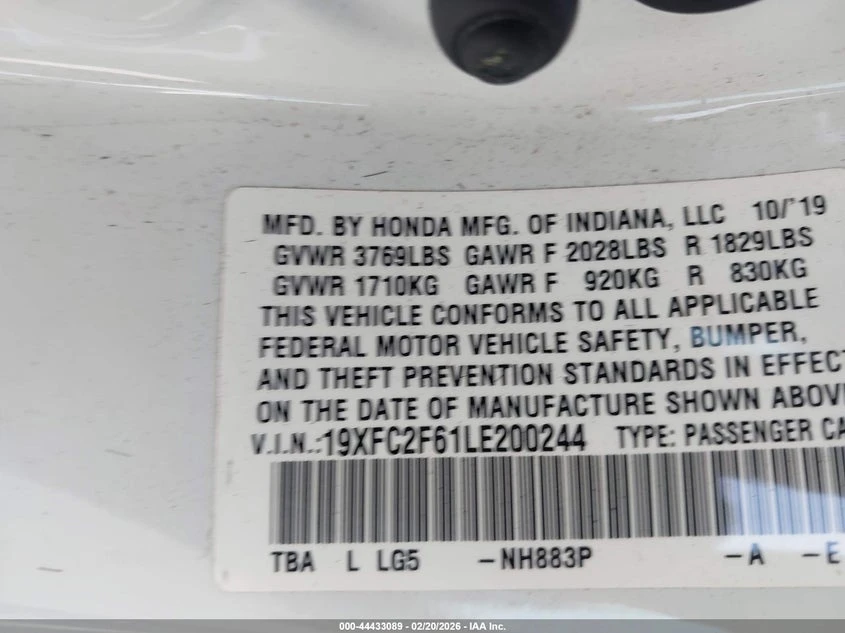 MFD. BY HONDA MFG. OF INDIANA, LLC 10/'19
GVWR 3769LBS GAWR F 2028LBS R 1829LBS
GVWR 1710KG GAWR F 920KG R 830KG
THIS VEHICLE CONFORMS TO ALL APPLICABLE
FEDERAL MOTOR VEHICLE SAFETY, BUMPER,
AND THEFT PREVENTION STANDARDS IN EFFECT
ON THE DATE OF MANUFACTURE SHOWN ABOV
V.I.N.:19XFC2F61LE200244 TYPE: PASSENGER CA
TBA L LG5 -NH883P -A -E
000-44433089 - 02/20/2026 - IAA Inc.